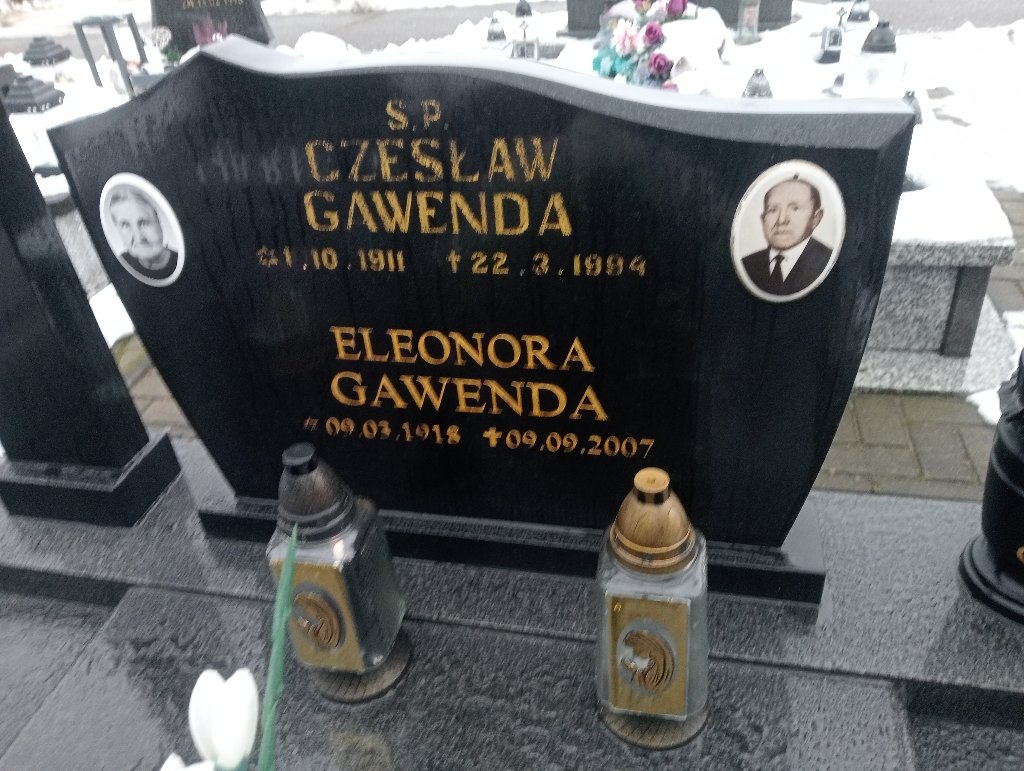 Ś.P.
CZESŁAW
GAWENDA
1.10.1911 †22.3.1994
ELEONORA
GAWENDA
09.03.1918 †09.09.2007